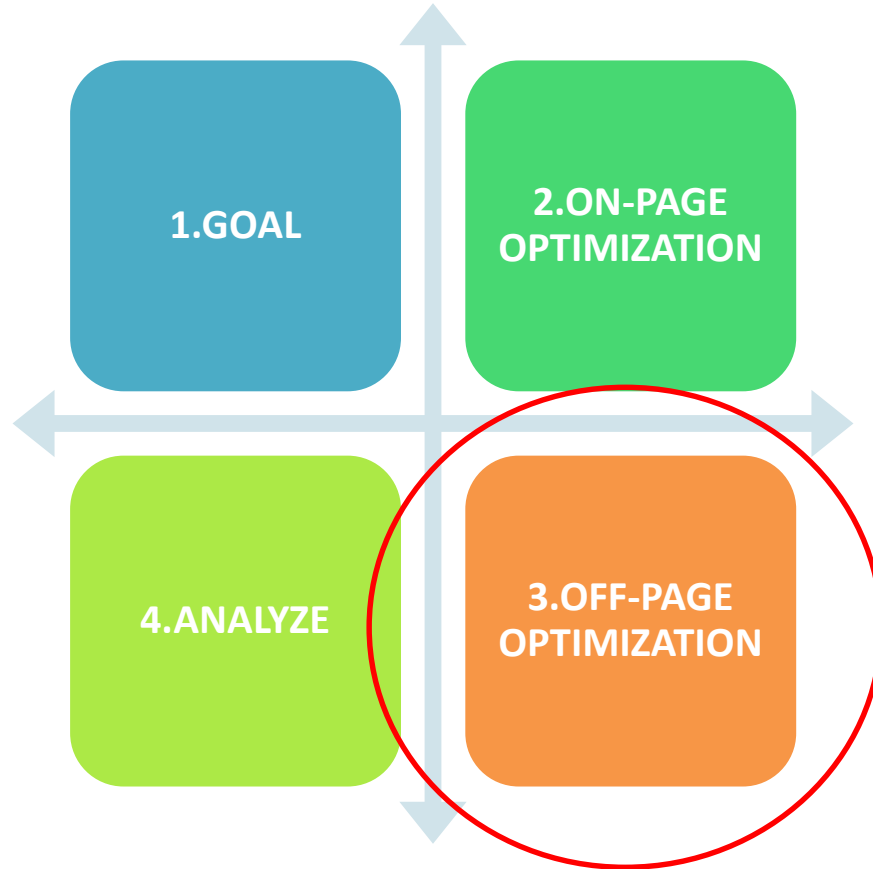 1.GOAL
2.ON-PAGE
OPTIMIZATION
4.ANALYZE
3.OFF-PAGE
OPTIMIZATION